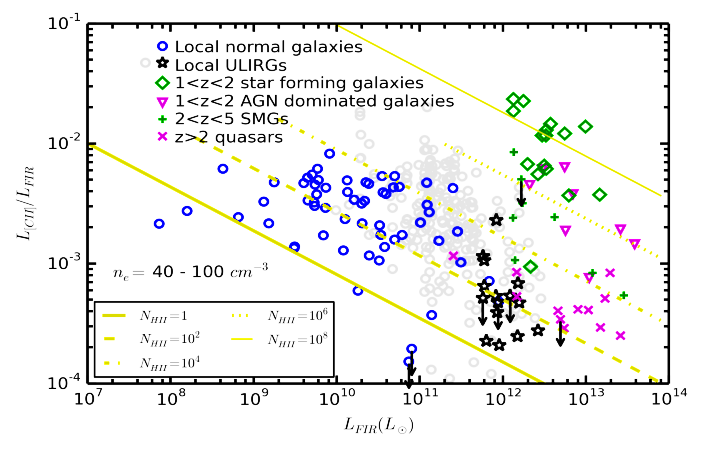 10^-1
10^-2
10^-3
10^-4
L_[CII]/L_FIR
Local normal galaxies
Local ULIRGs
1<z<2 star forming galaxies
1<z<2 AGN dominated galaxies
2<z<5 SMGs
z>2 quasars
n_e = 40 - 100 cm^-3
N_HII=1
N_HII=10^2
N_HII=10^4
N_HII=10^6
N_HII=10^8
10^7 10^8 10^9 10^10 10^11 10^12 10^13 10^14
L_FIR(L_⊙)